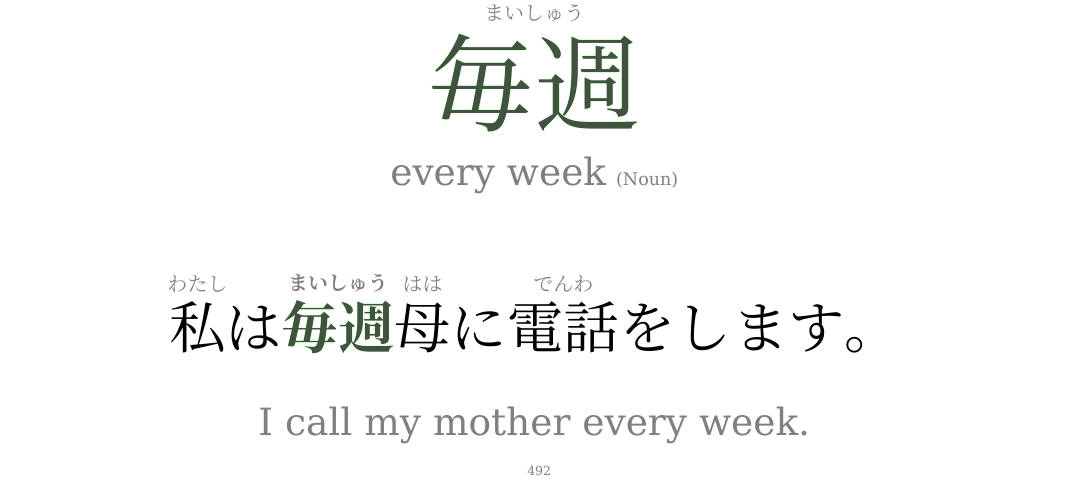 まいしゅう
毎週
every week (Noun)
わたし まいしゅう はは でんわ
私は毎週母に電話をします。
I call my mother every week.
492